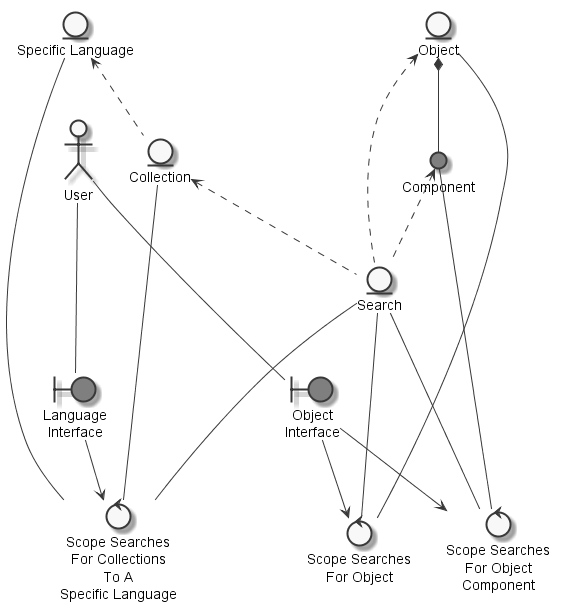 Specific Language
Object
User
Collection
Component
Search
Language
Interface
Object
Interface
Scope Searches
For Collections
To A
Specific Language
Scope Searches
For Object
Scope Searches
For Object
Component